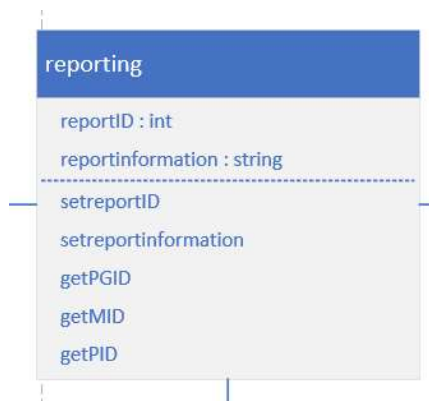 reporting
reportID : int
reportinformation : string
setreportID
setreportinformation
getPGID
getMID
getPID